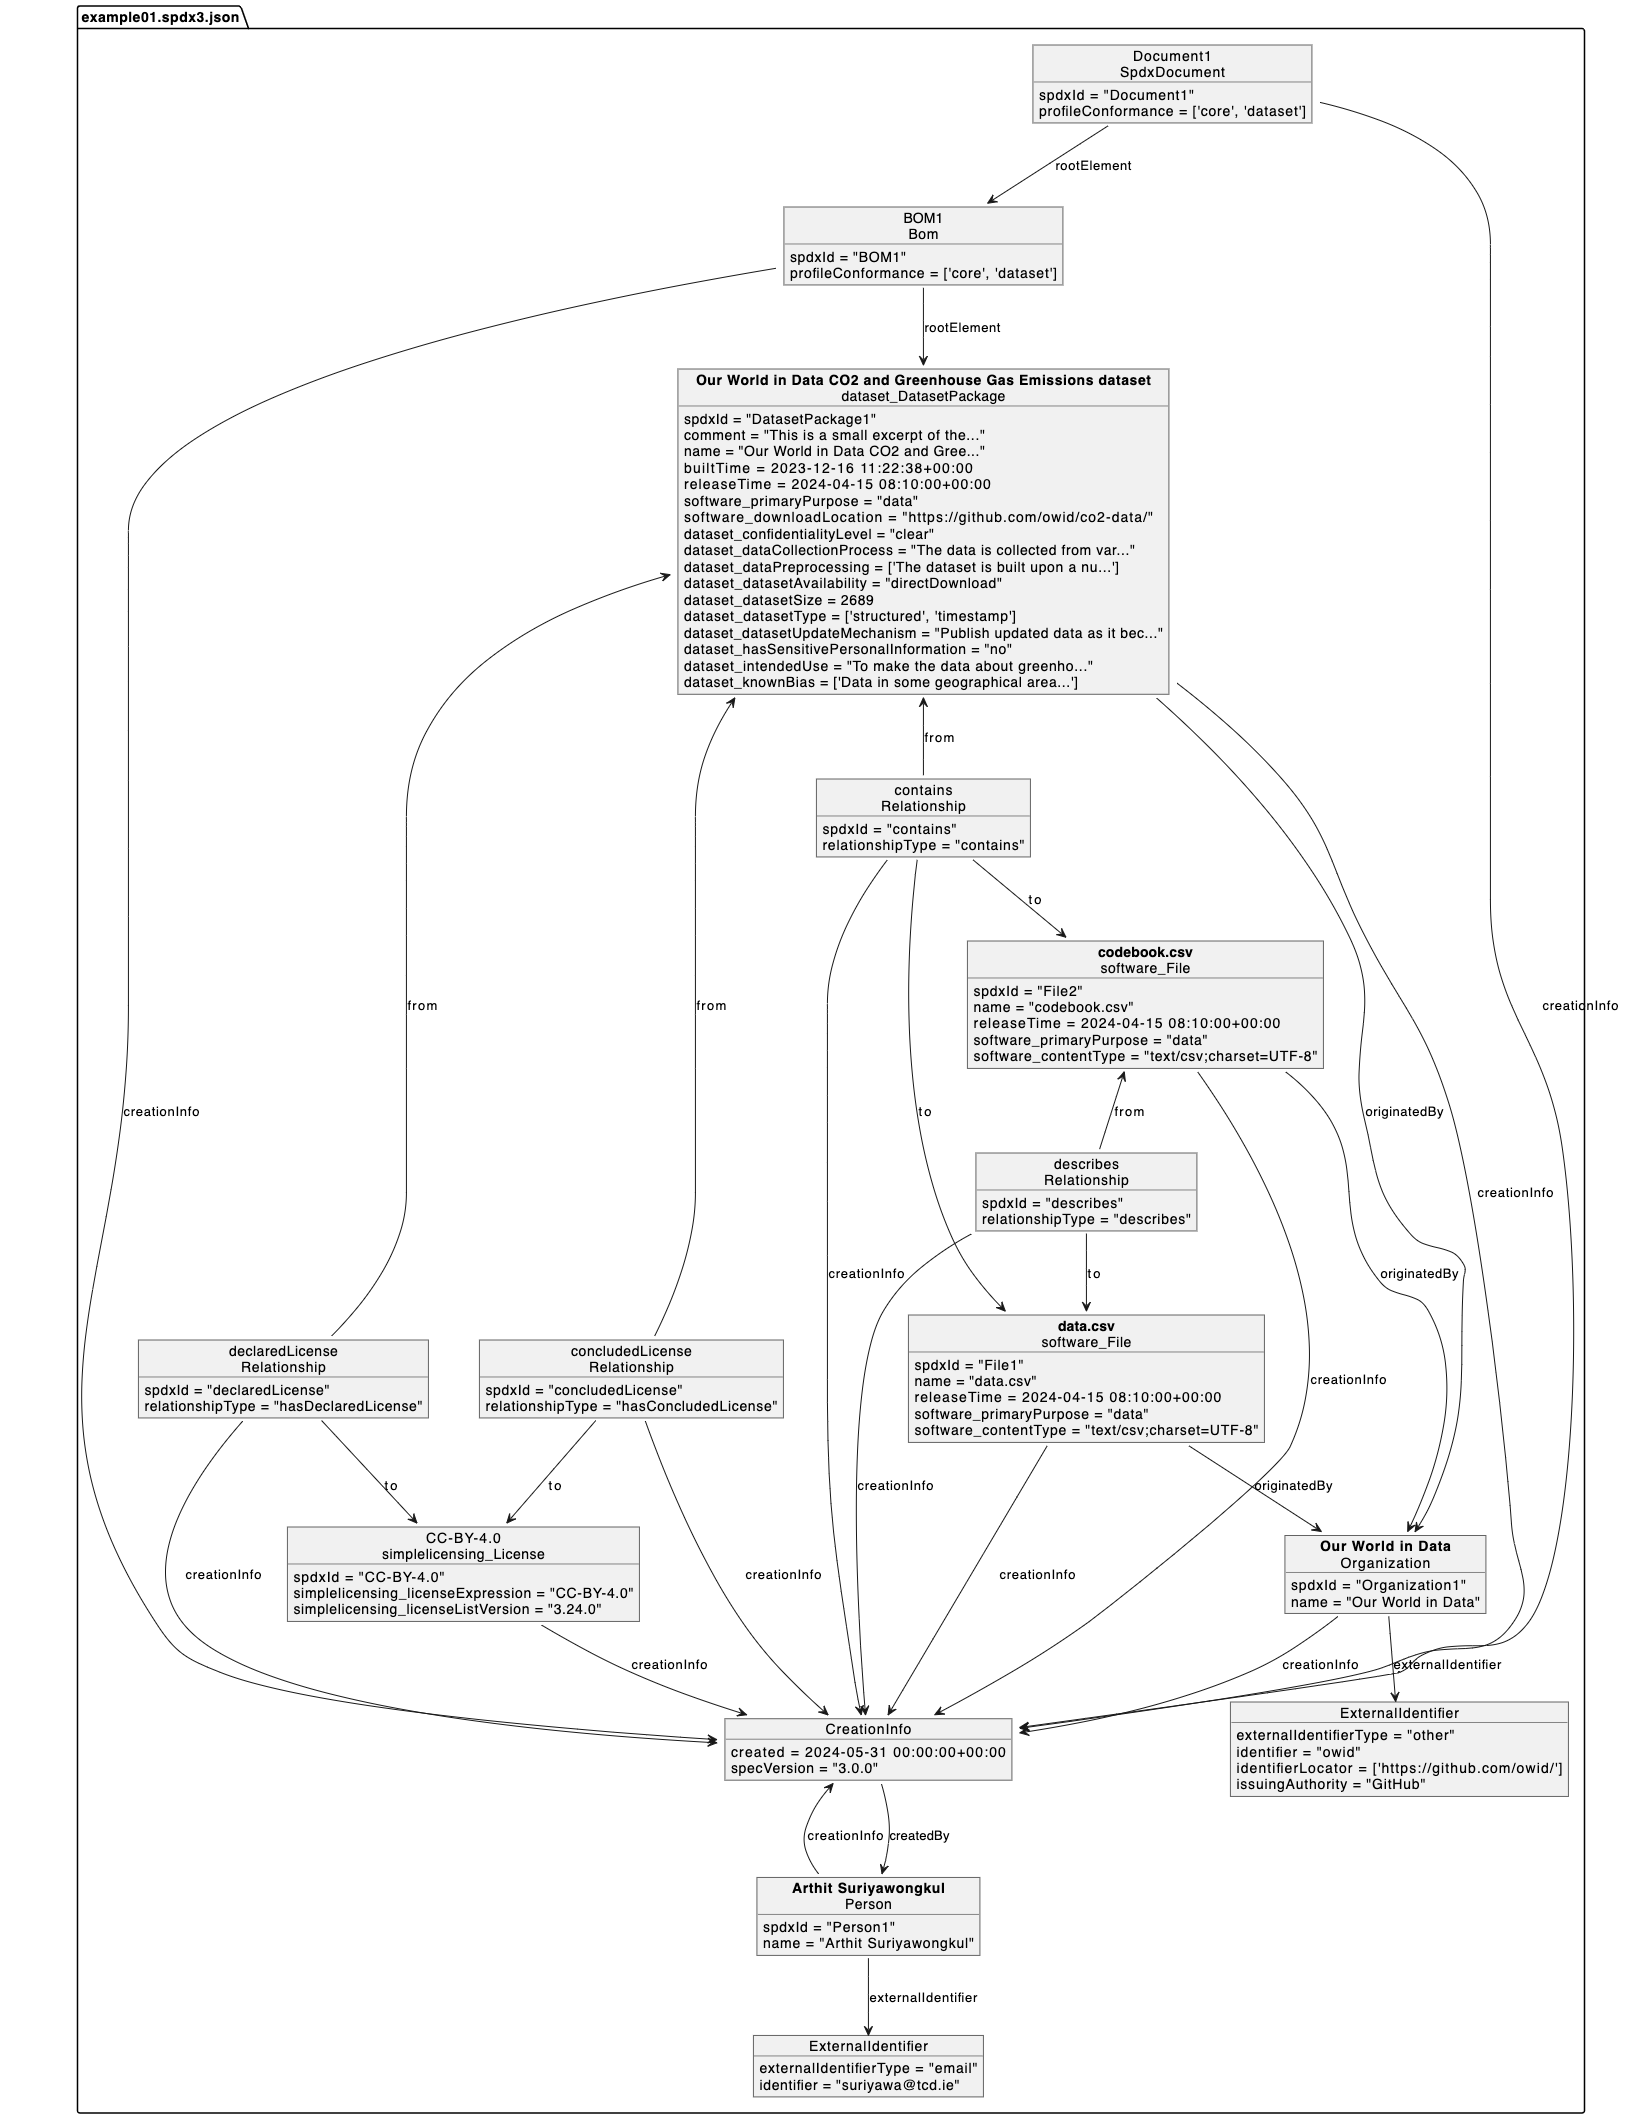 example01.spdx3.json
Document1
SpdxDocument
spdxId = "Document1"
profileConformance = ['core', 'dataset']
rootElement
BOM1
Bom
spdxId = "BOM1"
profileConformance = ['core', 'dataset']
rootElement
Our World in Data CO2 and Greenhouse Gas Emissions dataset
dataset_DatasetPackage
spdxId = "DatasetPackage1"
comment = "This is a small excerpt of the..."
name = "Our World in Data CO2 and Gree..."
builtTime = 2023-12-16 11:22:38+00:00
releaseTime = 2024-04-15 08:10:00+00:00
software_primaryPurpose = "data"
software_downloadLocation = "https://github.com/owid/co2-data/"
dataset_confidentialityLevel = "clear"
dataset_dataCollectionProcess = "The data is collected from var..."
dataset_dataPreprocessing = ['The dataset is built upon a nu...']
dataset_datasetAvailability = "directDownload"
dataset_datasetSize = 2689
dataset_datasetType = ['structured', 'timestamp']
dataset_datasetUpdateMechanism = "Publish updated data as it bec..."
dataset_hasSensitivePersonalInformation = "no"
dataset_intendedUse = "To make the data about greenho..."
dataset_knownBias = ['Data in some geographical area...']
from
contains
Relationship
spdxId = "contains"
relationshipType = "contains"
to
codebook.csv
software_File
spdxId = "File2"
name = "codebook.csv"
releaseTime = 2024-04-15 08:10:00+00:00
software_primaryPurpose = "data"
software_contentType = "text/csv;charset=UTF-8"
from
from
creationInfo
creationInfo
to
from
originatedBy
describes
Relationship
spdxId = "describes"
relationshipType = "describes"
creationInfo
creationInfo
to
originatedBy
data.csv
software_File
spdxId = "File1"
name = "data.csv"
releaseTime = 2024-04-15 08:10:00+00:00
software_primaryPurpose = "data"
software_contentType = "text/csv;charset=UTF-8"
declaredLicense
Relationship
spdxId = "declaredLicense"
relationshipType = "hasDeclaredLicense"
concludedLicense
Relationship
spdxId = "concludedLicense"
relationshipType = "hasConcludedLicense"
creationInfo
to
to
creationInfo
originatedBy
CC-BY-4.0
simplelicensing_License
spdxId = "CC-BY-4.0"
simplelicensing_licenseExpression = "CC-BY-4.0"
simplelicensing_licenseListVersion = "3.24.0"
Our World in Data
Organization
spdxId = "Organization1"
name = "Our World in Data"
creationInfo
creationInfo
creationInfo
creationInfo
creationInfo
externalIdentifier
CreationInfo
created = 2024-05-31 00:00:00+00:00
specVersion = "3.0.0"
ExternalIdentifier
externalIdentifierType = "other"
identifier = "owid"
identifierLocator = ['https://github.com/owid/']
issuingAuthority = "GitHub"
creationInfo
createdBy
Arthit Suriyawongkul
Person
spdxId = "Person1"
name = "Arthit Suriyawongkul"
externalIdentifier
ExternalIdentifier
externalIdentifierType = "email"
identifier = "suriyawa@tcd.ie"